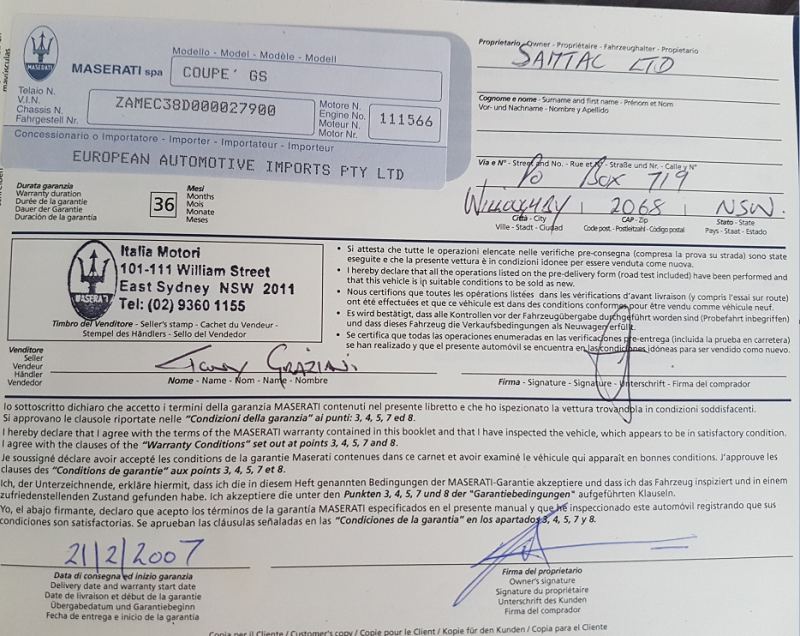 Modello - Model - Modèle - Modell
MASERATI
MASERATI spa
COUPE' GS
Telaio N.
V.I.N.
Chassis N.
Fahrgestell Nr.
ZAMEC38D000027900
Motore N.
Engine No.
Moteur N.
Motor Nr.
111566
Concessionario o Importatore - Importer - Importateur - Importeur
EUROPEAN AUTOMOTIVE IMPORTS PTY LTD
Proprietario - Owner - Propriétaire - Fahrzeughalter - Propietario
SAMTAC LTD
Cognome e nome - Surname and first name - Prénom et Nom
Vor- und Nachname - Nombre y Apellido
Via e N° - Street and No. - Rue et N° - Straße und Nr. - Calle y N°
Po Box 719
WILLOUGHBY 2068 NSW.
Città - City
Ville - Stadt - Ciudad
CAP - Zip
Code post. - Postleitzahl - Código postal
Stato - State
Pays - Staat - Estado
Durata garanzia
Warranty duration
Durée de la garantie
Dauer der Garantie
Duración de la garantía
36
Mesi
Months
Mois
Monate
Meses
Italia Motori
101-111 William Street
East Sydney NSW 2011
Tel: (02) 9360 1155
MASERATI
Timbro del Venditore - Seller's stamp - Cachet du Vendeur -
Stempel des Händlers - Sello del Vendedor
• Si attesta che tutte le operazioni elencate nelle verifiche pre-consegna (compresa la prova su strada) sono state
eseguite e che la presente vettura è in condizioni idonee per essere venduta come nuova.
• I hereby declare that all the operations listed on the pre-delivery form (road test included) have been performed and
that this vehicle is in suitable conditions to be sold as new.
• Nous certifions que toutes les opérations listées dans les vérifications d'avant livraison (y compris l'essai sur route)
ont été effectuées et que ce véhicule est dans des conditions conformes pour être vendu comme véhicule neuf.
• Es wird bestätigt, dass alle Kontrollen vor der Fahrzeugübergabe durchgeführt worden sind (Probefahrt inbegriffen)
und dass dieses Fahrzeug die Verkaufsbedingungen als Neuwagen erfüllt.
• Se certifica que todas las operaciones enumeradas en las verificaciones pre-entrega (incluida la prueba en carretera)
se han realizado y que el presente automóvil se encuentra en las condiciones idóneas para ser vendido como nuevo.
Venditore
Seller
Vendeur
Händler
Vendedor
Tony GRAZIANI
Nome - Name - Nom - Name - Nombre
Firma - Signature - Signature - Unterschrift - Firma del comprador
Io sottoscritto dichiaro che accetto i termini della garanzia MASERATI contenuti nel presente libretto e che ho ispezionato la vettura trovandola in condizioni soddisfacenti.
Si approvano le clausole riportate nelle "Condizioni della garanzia" ai punti: 3, 4, 5, 7 ed 8.
I hereby declare that I agree with the terms of the MASERATI warranty contained in this booklet and that I have inspected the vehicle, which appears to be in satisfactory condition.
I agree with the clauses of the "Warranty Conditions" set out at points 3, 4, 5, 7 and 8.
Je soussigné déclare avoir accepté les conditions de la garantie Maserati contenues dans ce carnet et avoir examiné le véhicule qui apparaît en bonnes conditions. J'approuve les
clauses des "Conditions de garantie" aux points 3, 4, 5, 7 et 8.
Ich, der Unterzeichnende, erkläre hiermit, dass ich die in diesem Heft genannten Bedingungen der MASERATI-Garantie akzeptiere und dass ich das Fahrzeug inspiziert und in einem
zufriedenstellenden Zustand gefunden habe. Ich akzeptiere die unter den Punkten 3, 4, 5, 7 und 8 der "Garantiebedingungen" aufgeführten Klauseln.
Yo, el abajo firmante, declaro que acepto los términos de la garantía MASERATI especificados en el presente manual y que he inspeccionado este automóvil registrando que sus
condiciones son satisfactorias. Se aprueban las cláusulas señaladas en las "Condiciones de la garantía" en los apartados 3, 4, 5, 7 y 8.
21/2/2007
Data di consegna ed inizio garanzia
Delivery date and warranty start date
Date de livraison et début de la garantie
Übergabedatum und Garantiebeginn
Fecha de entrega e inicio de la garantía
Firma del proprietario
Owner's signature
Signature du propriétaire
Unterschrift des Kunden
Firma del comprador
Copia per il Cliente / Customer's copy / Copie pour le Client / Kopie für den Kunden / Copia para el Cliente